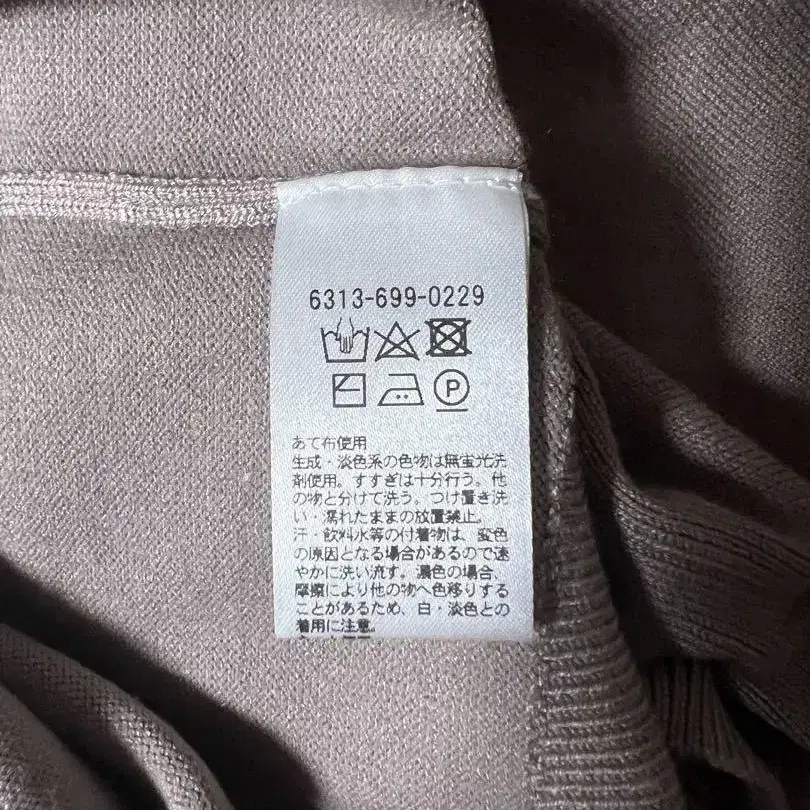 6313-699-0229
P
あて布使用
生成・淡色系の色物は無蛍光洗
剤使用。すすぎは十分行う。他
の物と分けて洗う。つけ置き洗
い・濡れたままの放置禁止。
汗・飲料水等の付着物は、変色
の原因となる場合があるので速
やかに洗い流す。濃色の場合、
摩擦により他の物へ色移りする
ことがあるため、白・淡色との
着用に注意。